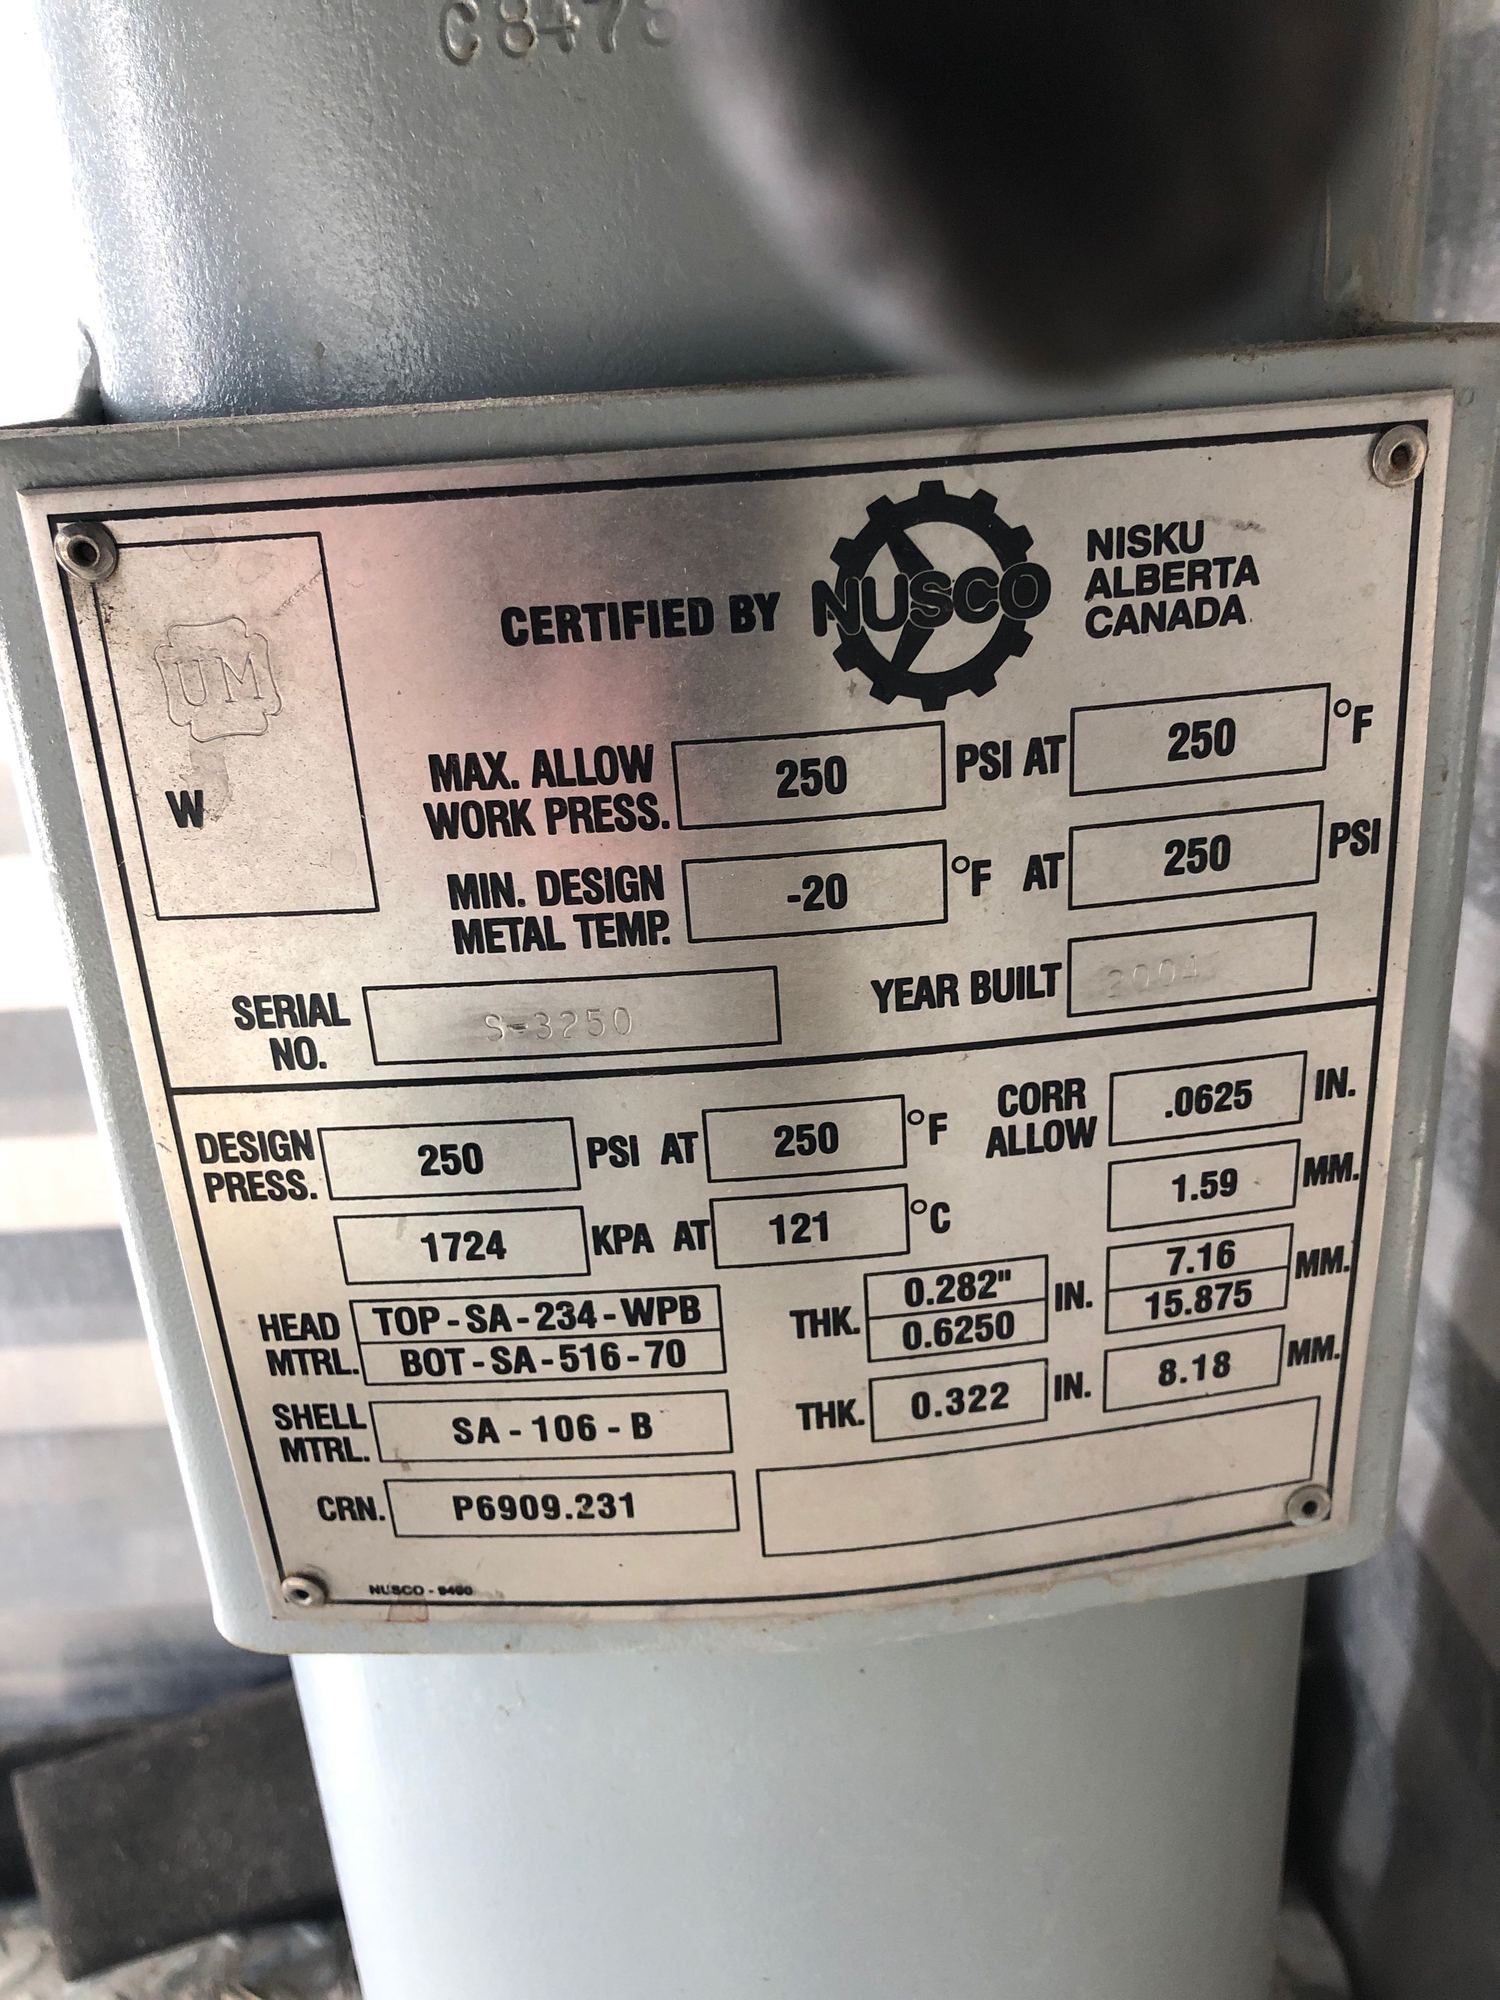 C8478
UM
W
CERTIFIED BY NUSCO
NISKU
ALBERTA
CANADA
MAX. ALLOW
WORK PRESS. 250 PSI AT 250 °F
MIN. DESIGN
METAL TEMP. -20 °F AT 250 PSI
SERIAL
NO. S-3250
YEAR BUILT 2004
DESIGN
PRESS. 250 PSI AT 250 °F
1724 KPA AT 121 °C
CORR
ALLOW .0625 IN.
1.59 MM.
HEAD
MTRL. TOP-SA-234-WPB
BOT-SA-516-70
THK. 0.282" IN. 7.16 MM.
0.6250 15.875
SHELL
MTRL. SA-106-B
THK. 0.322 IN. 8.18 MM.
CRN. P6909.231
NUSCO - 9460